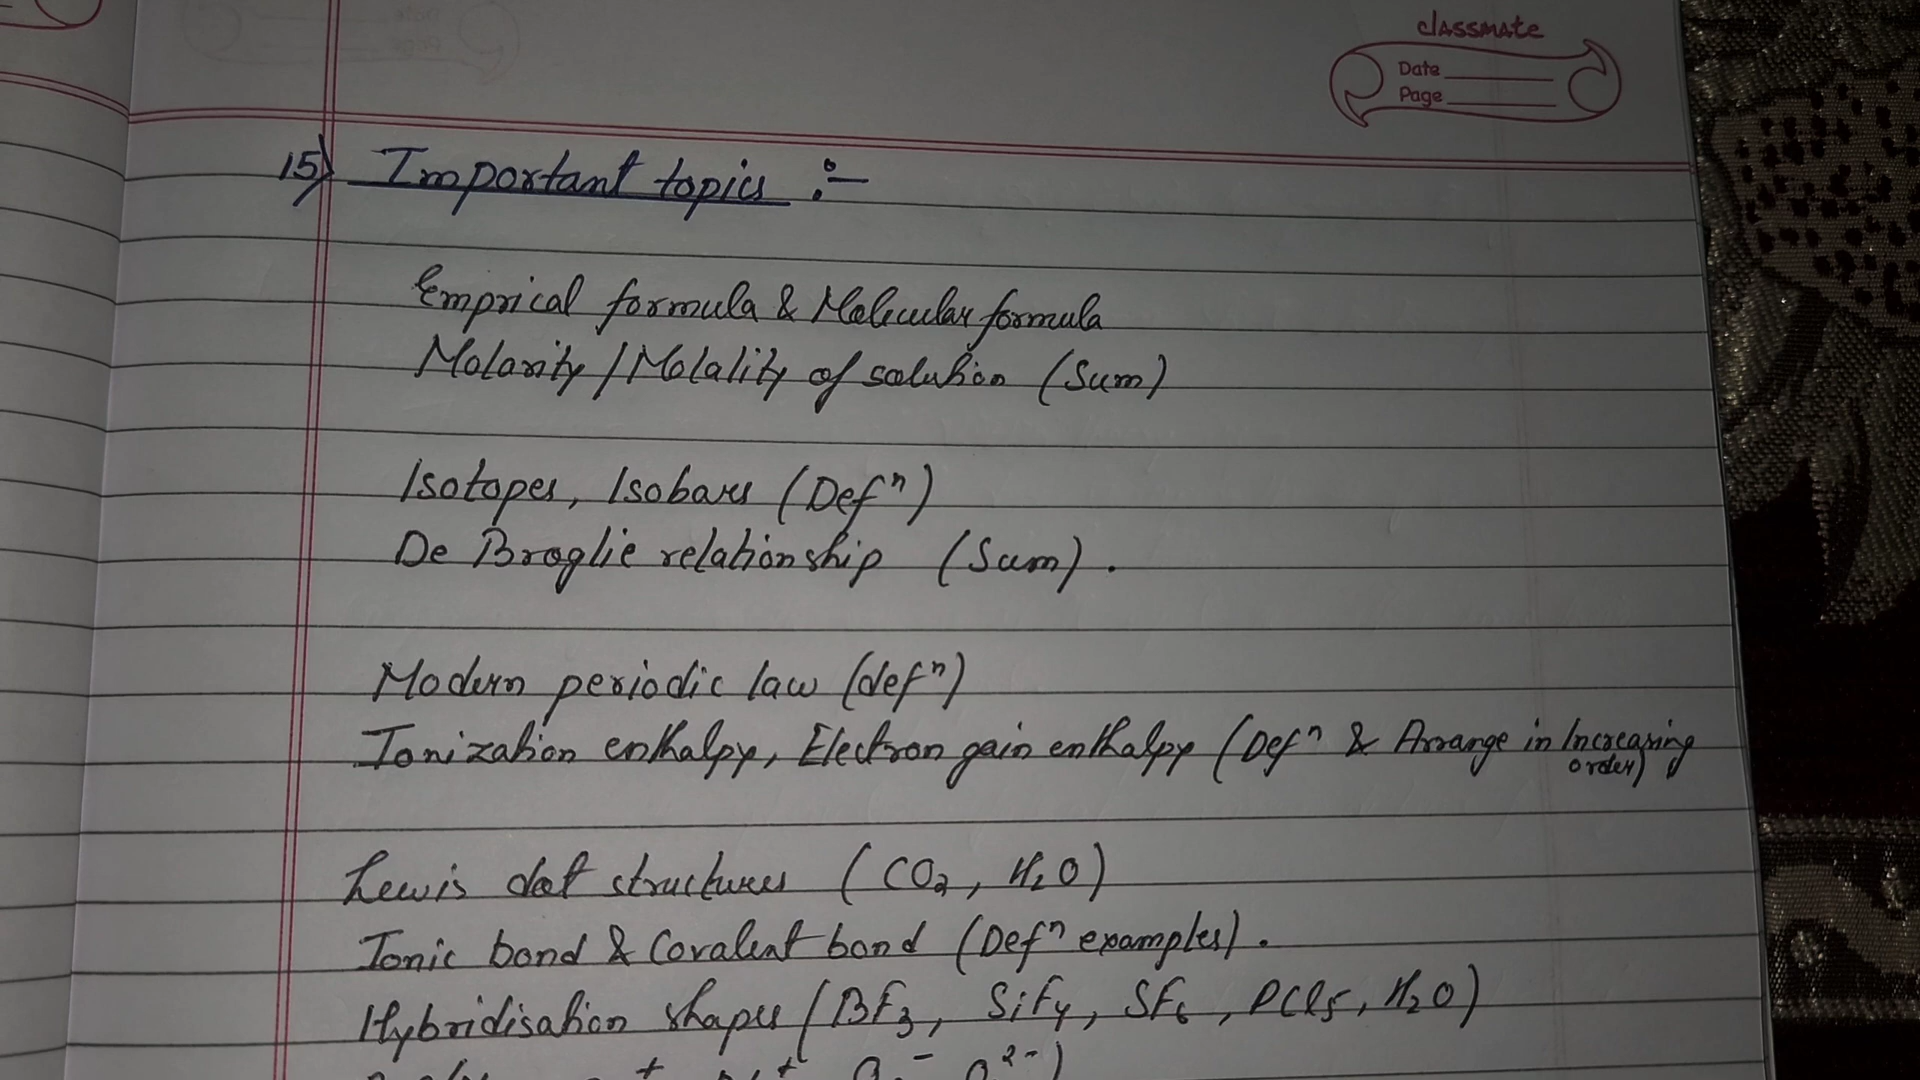 classmate
Date
Page
15) Important topics :-
Emprical formula & Molecular formula
Molarity / Molality of solution (Sum)
Isotopes, Isobars (Defⁿ)
De Broglie relationship (Sum).
Modern periodic law (defⁿ)
Ionization enthalpy, Electron gain enthalpy (Defⁿ & Arrange in Increasing
order)
Lewis dot structures (CO₂, H₂O)
Ionic bond & Covalent bond (Defⁿ examples).
Hybridisation shapes (BF₃, SiF₄, SF₆, PCl₅, H₂O)